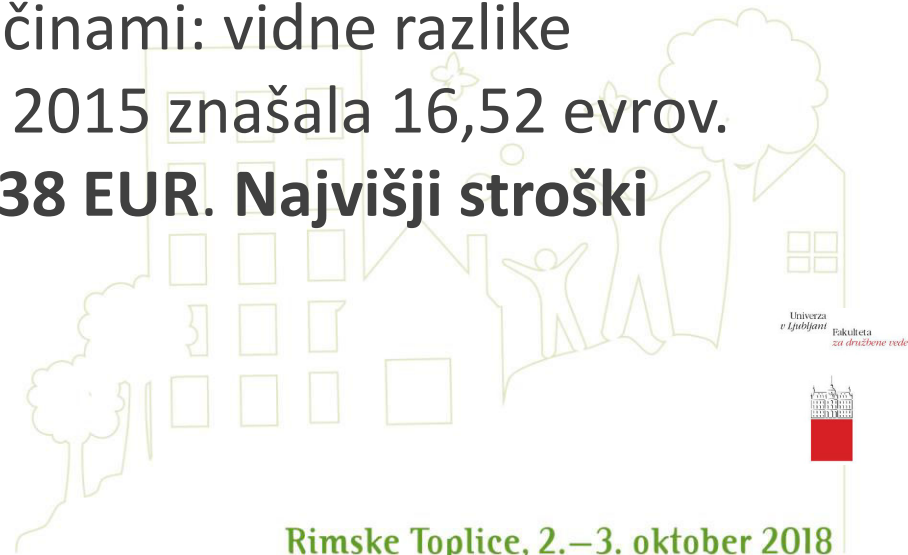 činami: vidne razlike
2015 znašala 16,52 evrov.
38 EUR. Najvišji stroški
Univerza
v Ljubljani
Fakulteta
za družbene vede
Rimske Toplice, 2.–3. oktober 2018